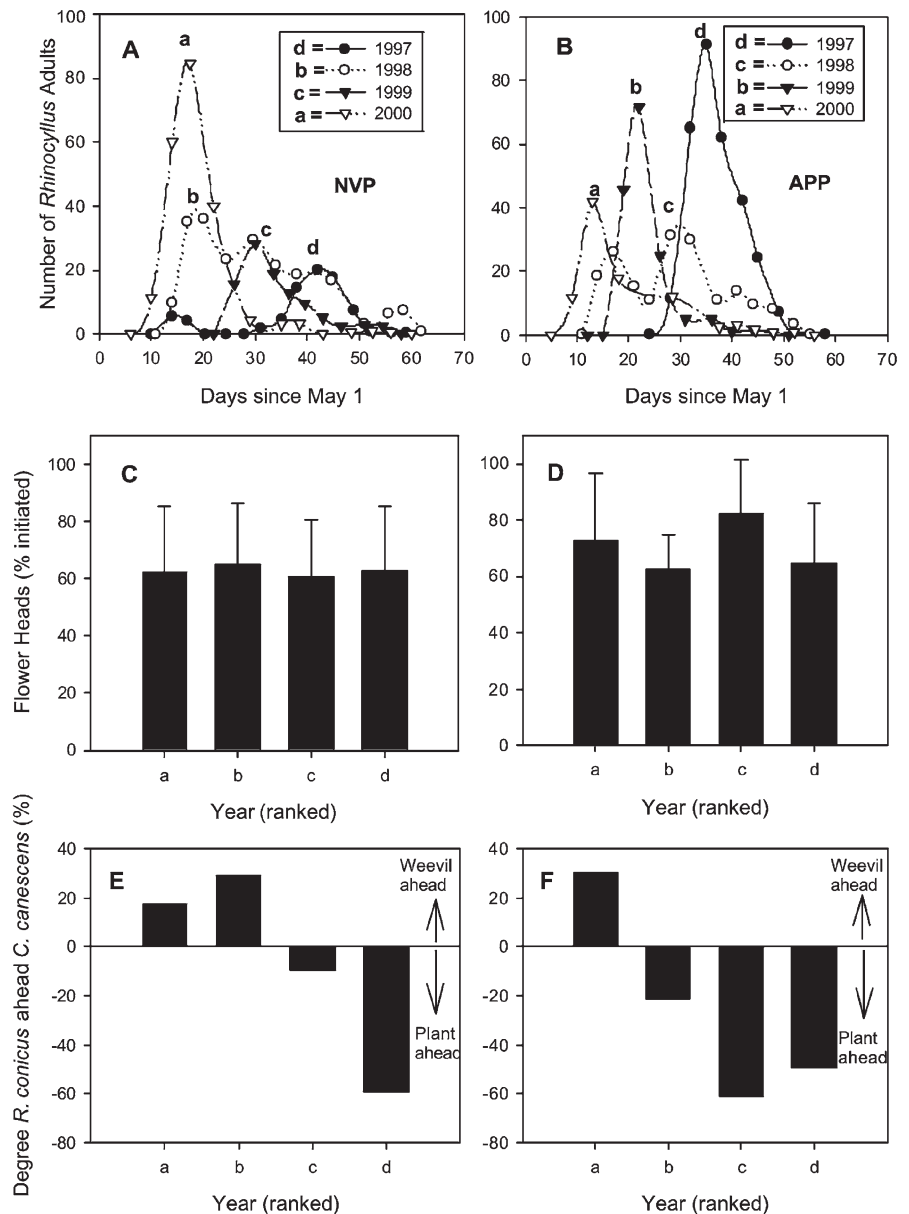 A
a
b
c
d
d = 1997
b = 1998
c = 1999
a = 2000
NVP
Number of Rhinocyllus Adults
100
80
60
40
20
0
0 10 20 30 40 50 60 70
Days since May 1
B
a
b
c
d
d = 1997
c = 1998
b = 1999
a = 2000
APP
100
80
60
40
20
0
0 10 20 30 40 50 60 70
Days since May 1
C
Flower Heads (% initiated)
100
80
60
40
20
0
a b c d
Year (ranked)
D
100
80
60
40
20
0
a b c d
Year (ranked)
E
Degree R. conicus ahead C. canescens (%)
40
20
0
-20
-40
-60
-80
Weevil
ahead
Plant
ahead
a b c d
Year (ranked)
F
40
20
0
-20
-40
-60
-80
Weevil
ahead
Plant
ahead
a b c d
Year (ranked)